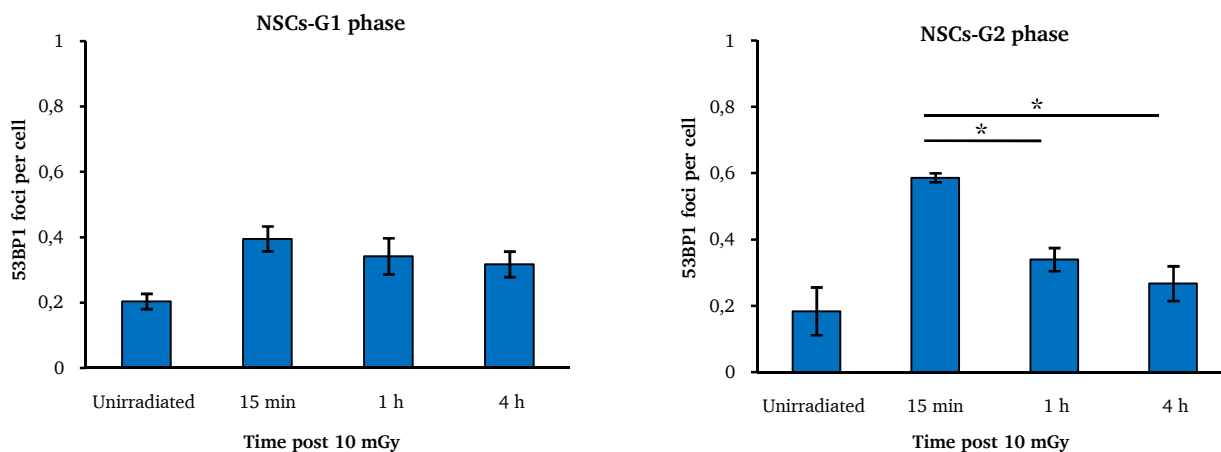 NSCs-G1 phase
53BP1 foci per cell
1
0,8
0,6
0,4
0,2
0
Unirradiated 15 min 1 h 4 h
Time post 10 mGy
NSCs-G2 phase
53BP1 foci per cell
1
0,8
0,6
0,4
0,2
0
*
*
Unirradiated 15 min 1 h 4 h
Time post 10 mGy